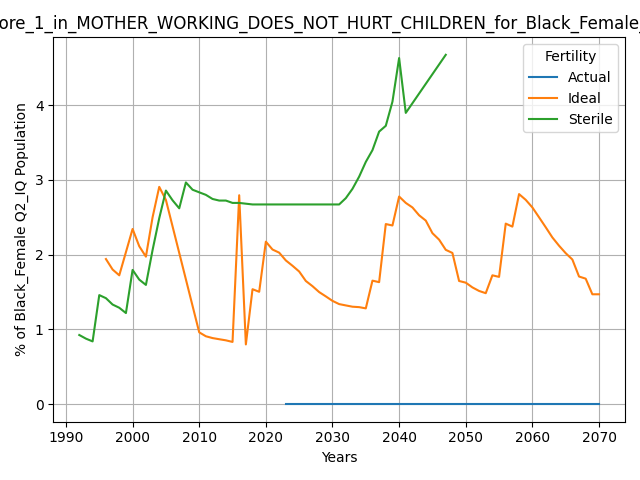 ore_1_in_MOTHER_WORKING_DOES_NOT_HURT_CHILDREN_for_Black_Female_
% of Black_Female Q2_IQ Population
4
3
2
1
0
Fertility
Actual
Ideal
Sterile
1990 2000 2010 2020 2030 2040 2050 2060 2070
Years